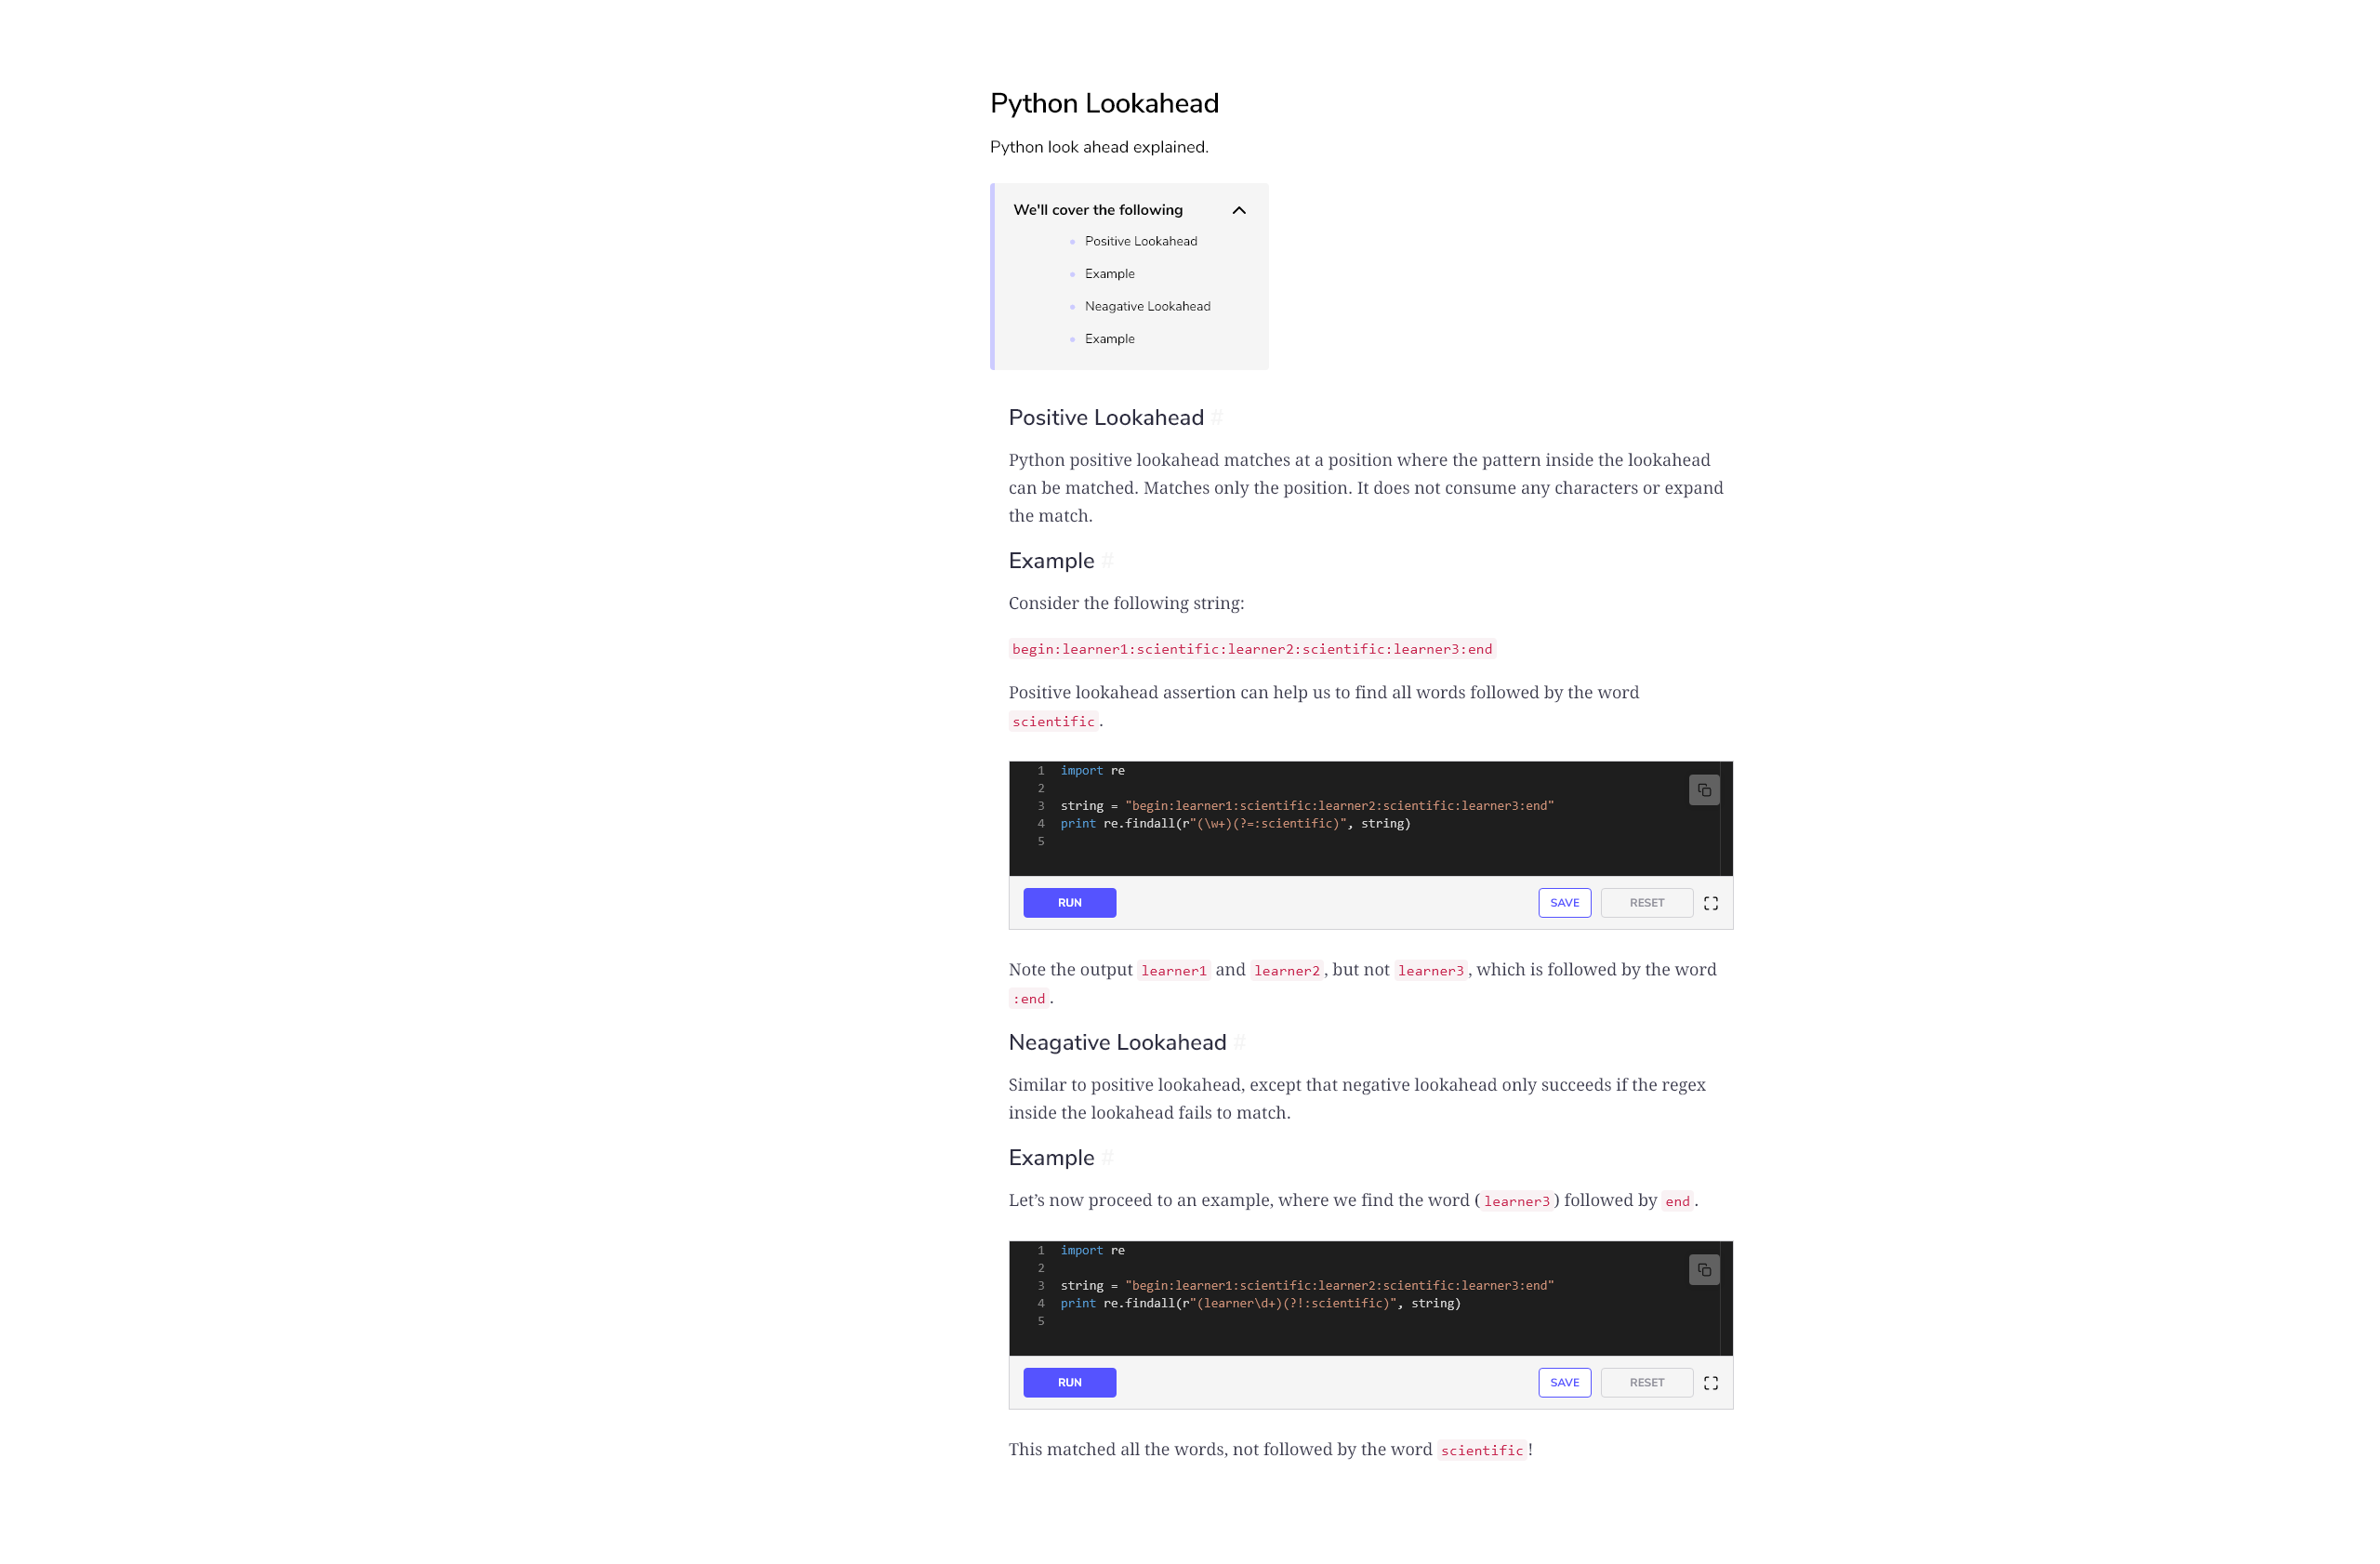 Python Lookahead
Python look ahead explained.
We'll cover the following
Positive Lookahead
Example
Neagative Lookahead
Example
Positive Lookahead #
Python positive lookahead matches at a position where the pattern inside the lookahead
can be matched. Matches only the position. It does not consume any characters or expand
the match.
Example #
Consider the following string:
begin:learner1:scientific:learner2:scientific:learner3:end
Positive lookahead assertion can help us to find all words followed by the word
scientific.
1 import re
2
3 string = "begin:learner1:scientific:learner2:scientific:learner3:end"
4 print re.findall(r"(\w+)(?=:scientific)", string)
5
RUN SAVE RESET
Note the output learner1 and learner2, but not learner3, which is followed by the word
:end.
Neagative Lookahead #
Similar to positive lookahead, except that negative lookahead only succeeds if the regex
inside the lookahead fails to match.
Example #
Let’s now proceed to an example, where we find the word (learner3) followed by end.
1 import re
2
3 string = "begin:learner1:scientific:learner2:scientific:learner3:end"
4 print re.findall(r"(learner\d+)(?!:scientific)", string)
5
RUN SAVE RESET
This matched all the words, not followed by the word scientific!